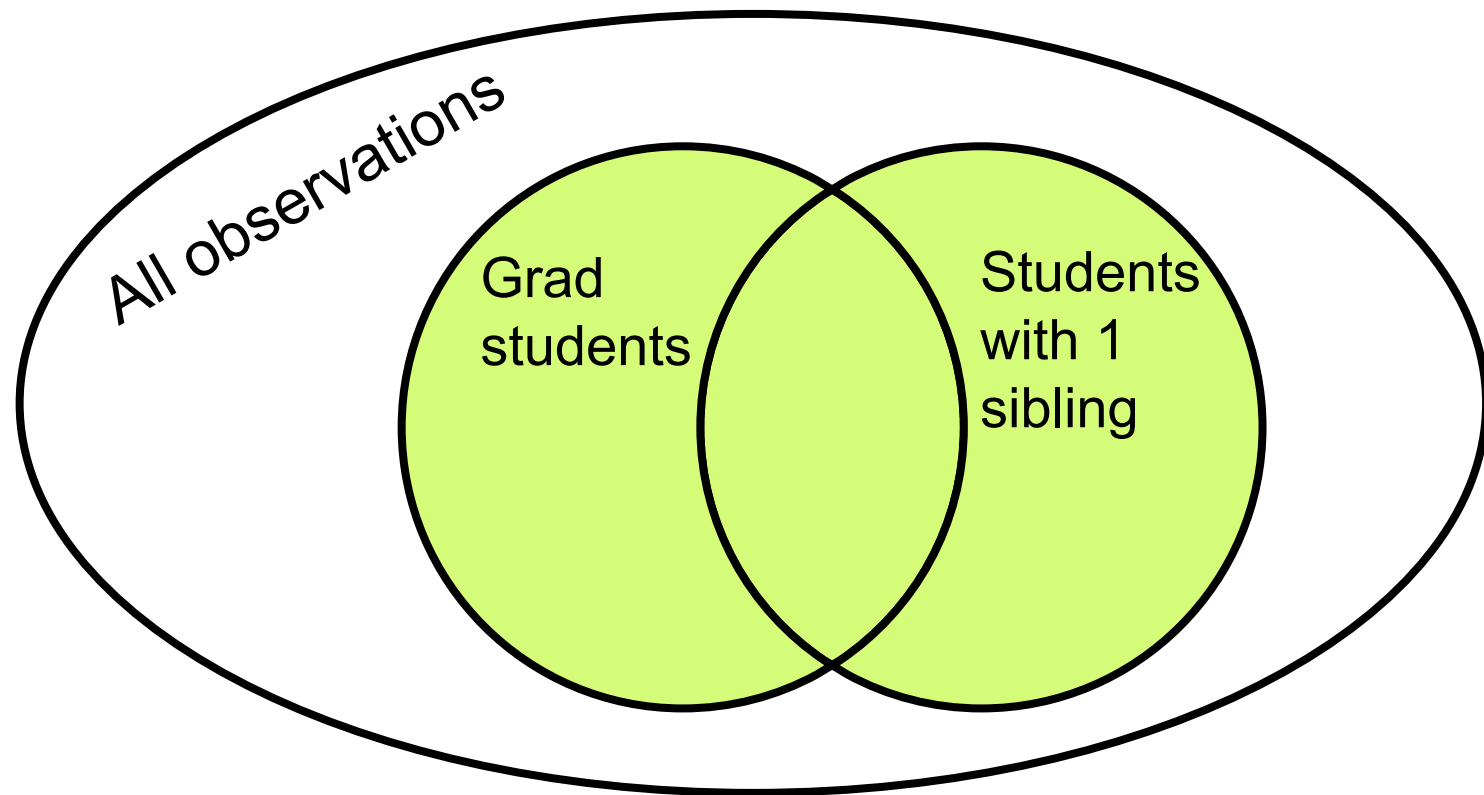 All observations
Grad
students
Students
with 1
sibling